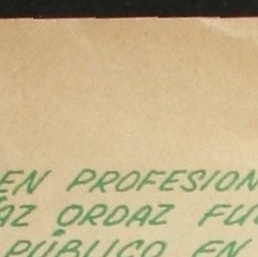 EN PROFESION
AZ ORDAZ FU
PÚBLICO EN